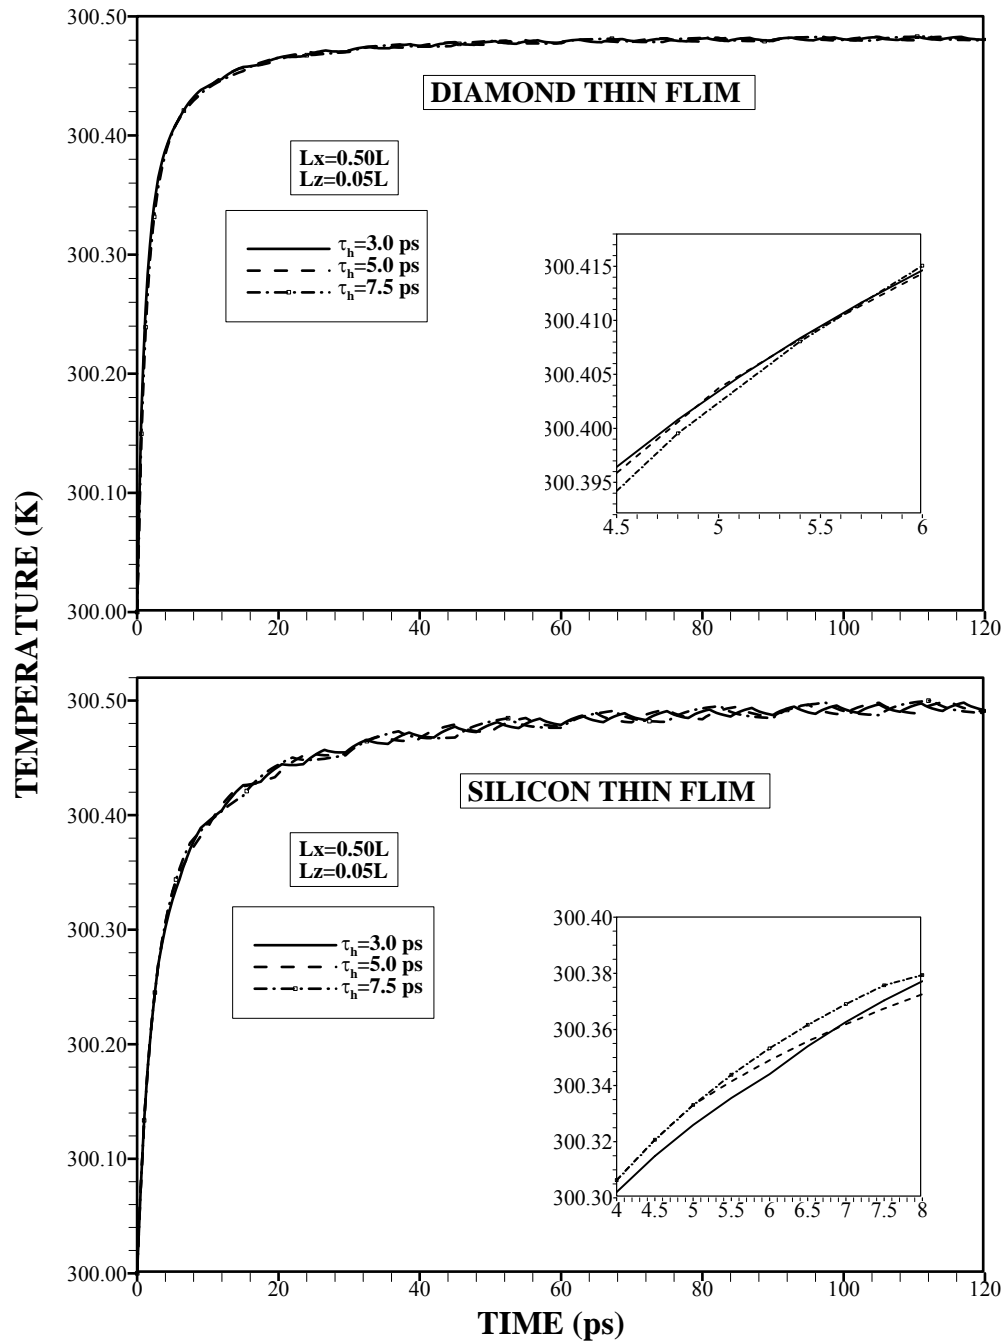 300.50
DIAMOND THIN FLIM
300.40
Lx=0.50L
Lz=0.05L
300.30
τh=3.0 ps
τh=5.0 ps
τh=7.5 ps
300.20
300.10
300.00
300.415
300.410
300.405
300.400
300.395
4.5 5 5.5 6
0 20 40 60 80 100 120
TEMPERATURE (K)
300.50
SILICON THIN FLIM
300.40
Lx=0.50L
Lz=0.05L
300.30
τh=3.0 ps
τh=5.0 ps
τh=7.5 ps
300.20
300.10
300.00
300.40
300.38
300.36
300.34
300.32
300.30
4 4.5 5 5.5 6 6.5 7 7.5 8
0 20 40 60 80 100 120
TIME (ps)